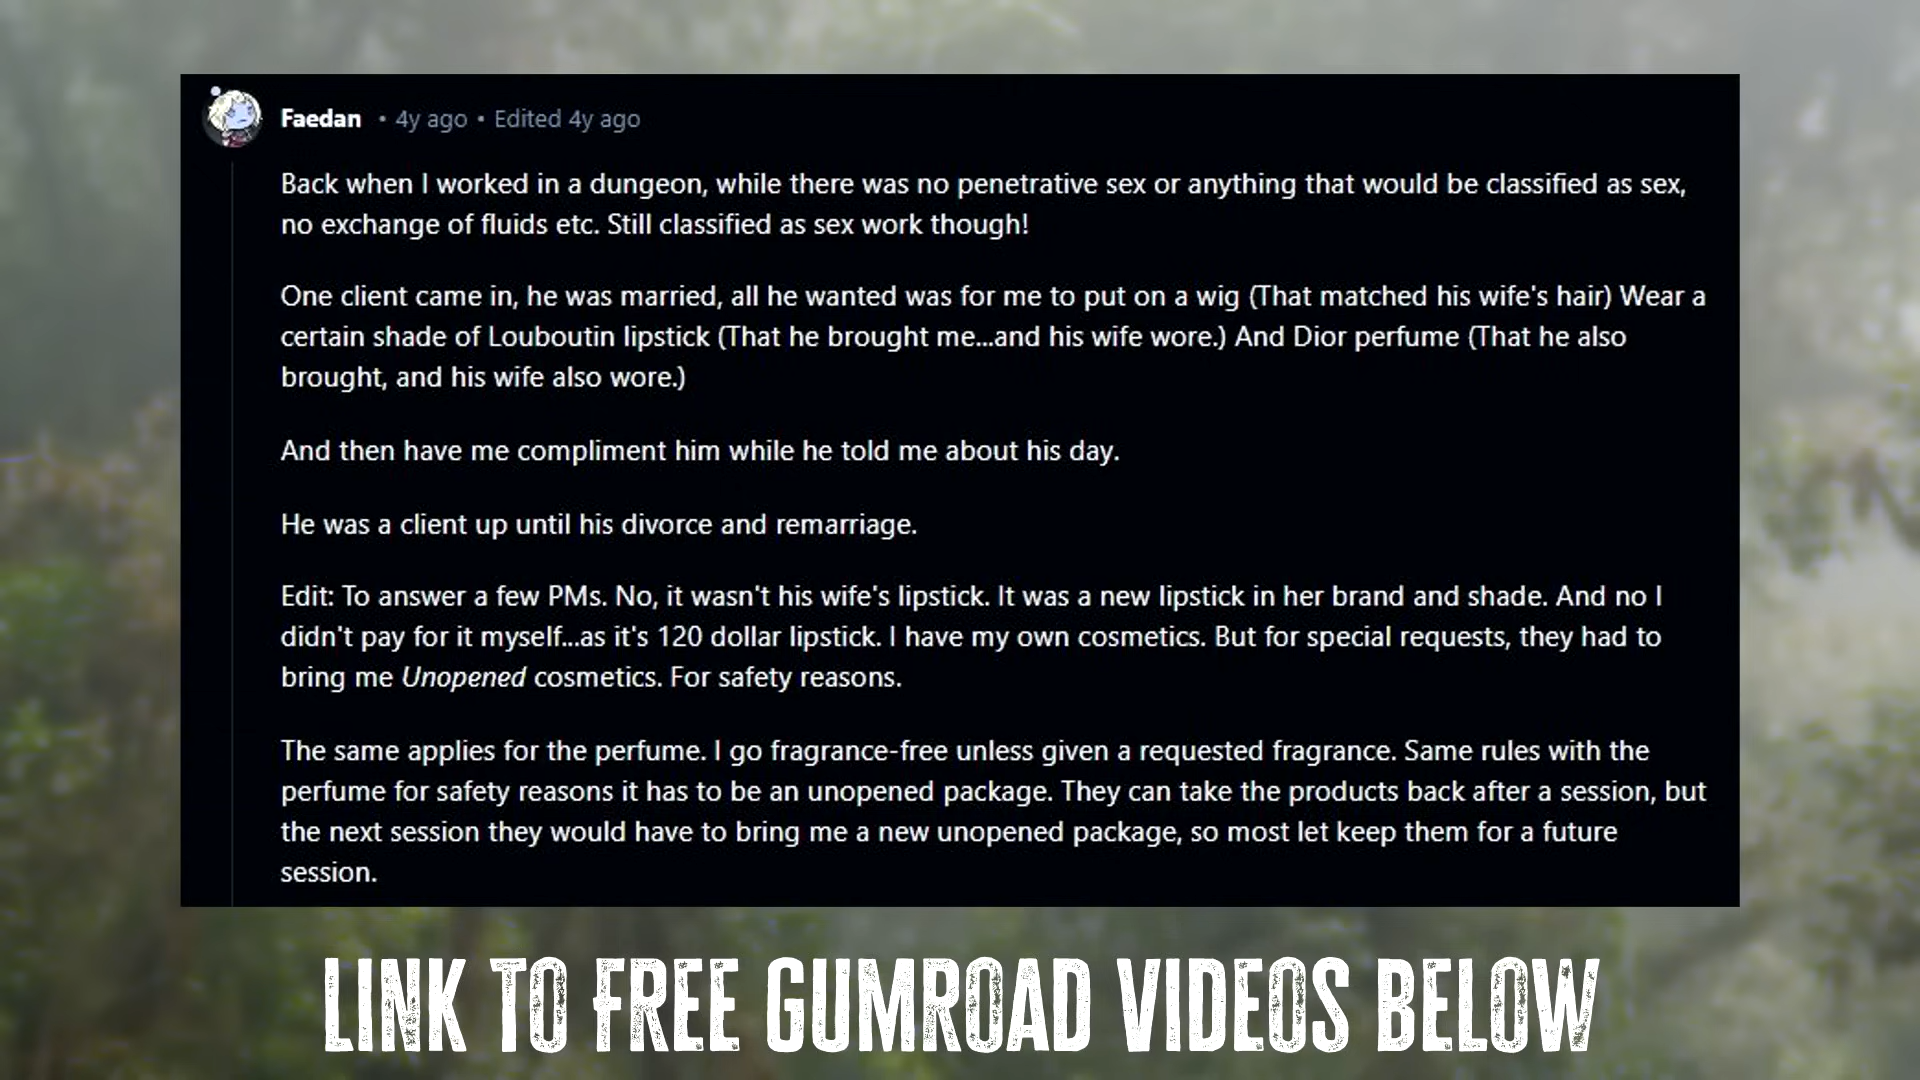 Faedan • 4y ago • Edited 4y ago
Back when I worked in a dungeon, while there was no penetrative sex or anything that would be classified as sex,
no exchange of fluids etc. Still classified as sex work though!
One client came in, he was married, all he wanted was for me to put on a wig (That matched his wife's hair) Wear a
certain shade of Louboutin lipstick (That he brought me...and his wife wore.) And Dior perfume (That he also
brought, and his wife also wore.)
And then have me compliment him while he told me about his day.
He was a client up until his divorce and remarriage.
Edit: To answer a few PMs. No, it wasn't his wife's lipstick. It was a new lipstick in her brand and shade. And no I
didn't pay for it myself...as it's 120 dollar lipstick. I have my own cosmetics. But for special requests, they had to
bring me Unopened cosmetics. For safety reasons.
The same applies for the perfume. I go fragrance-free unless given a requested fragrance. Same rules with the
perfume for safety reasons it has to be an unopened package. They can take the products back after a session, but
the next session they would have to bring me a new unopened package, so most let keep them for a future
session.
LINK TO FREE GUMROAD VIDEOS BELOW